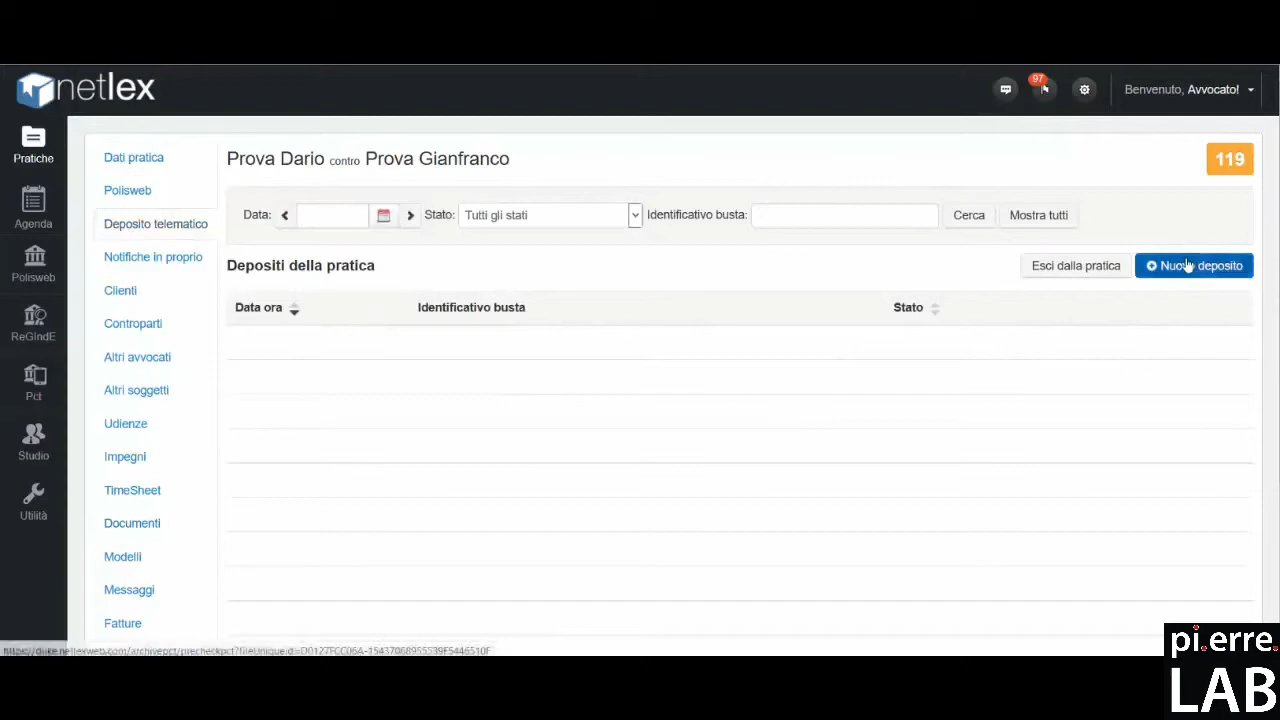 netlex
97
Benvenuto, Avvocato!
Pratiche
Agenda
Polisweb
ReGIndE
Pct
Studio
Utilità
Dati pratica
Polisweb
Deposito telematico
Notifiche in proprio
Clienti
Controparti
Altri avvocati
Altri soggetti
Udienze
Impegni
TimeSheet
Documenti
Modelli
Messaggi
Fatture
Prova Dario contro Prova Gianfranco
119
Data: Stato: Tutti gli stati Identificativo busta: Cerca Mostra tutti
Depositi della pratica
Esci dalla pratica
Nuovo deposito
Data ora Identificativo busta Stato
pi.erre.
LAB